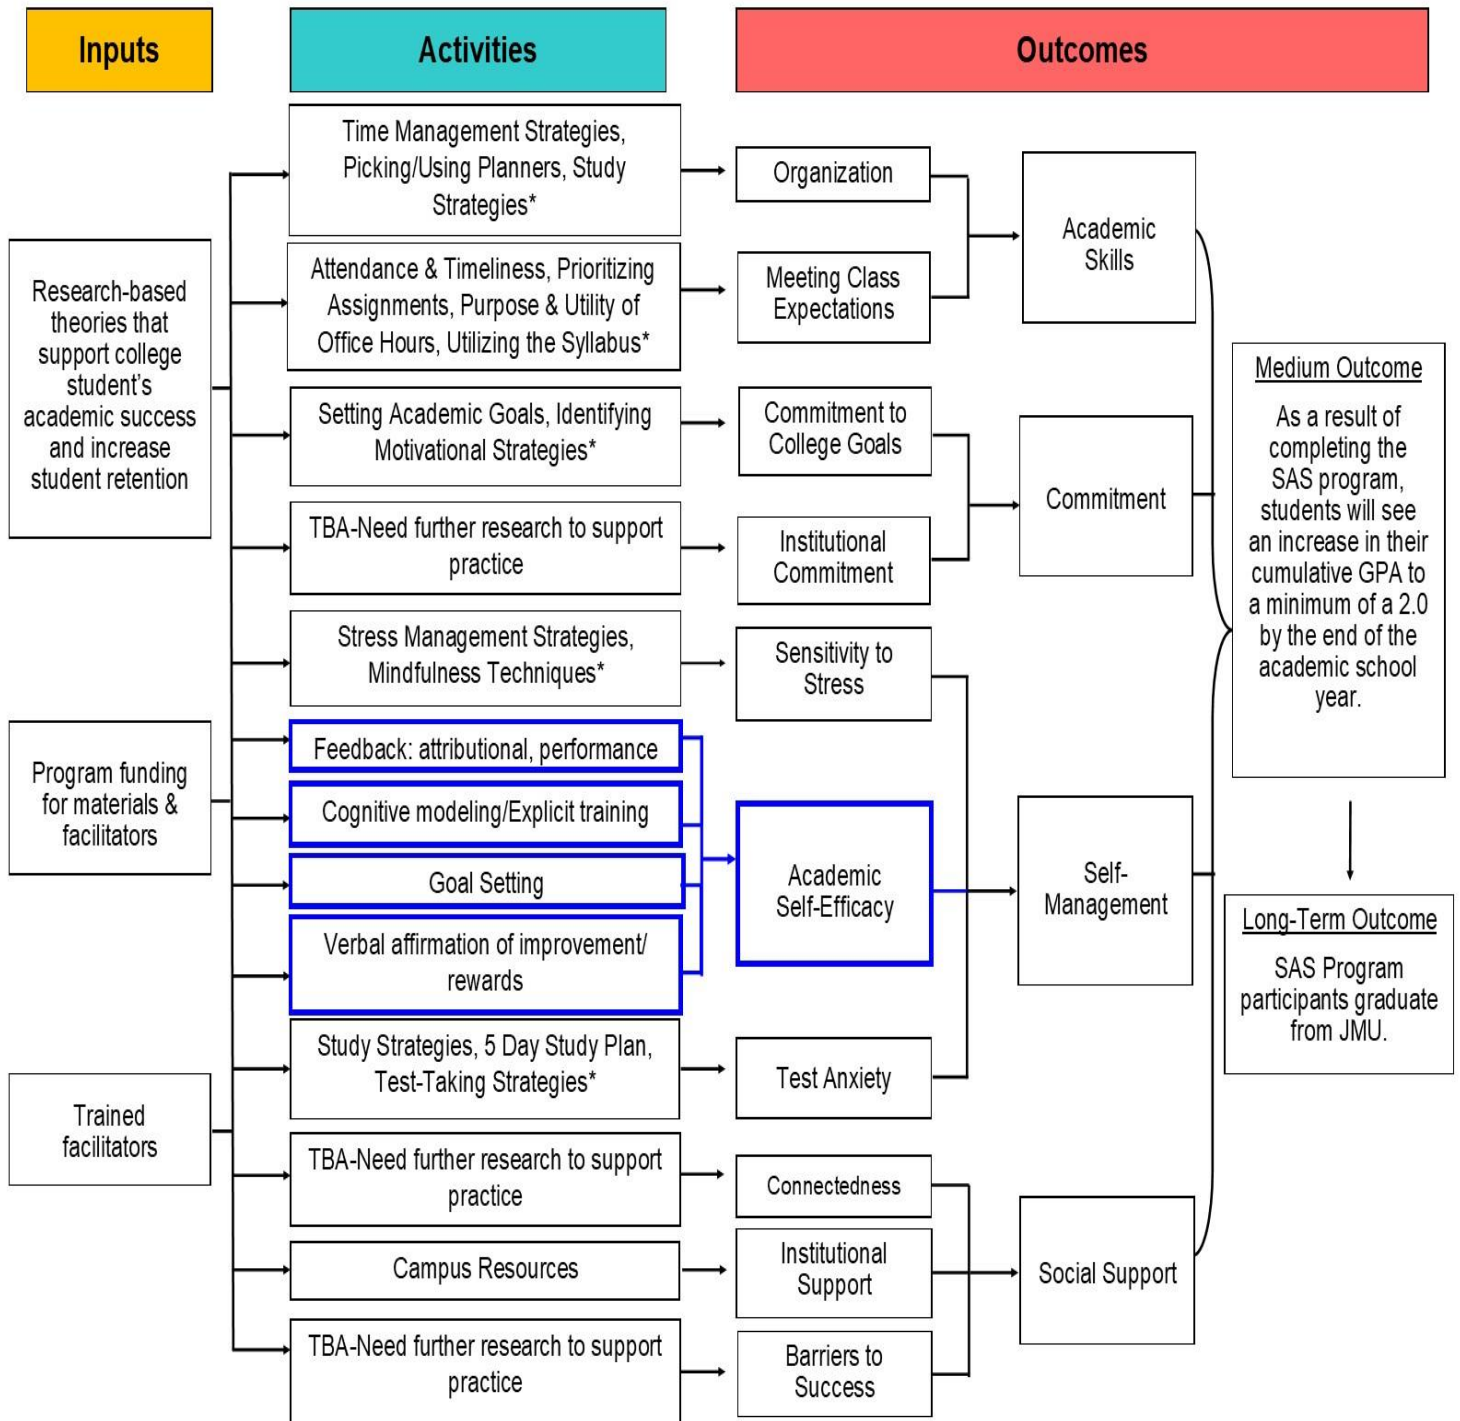 Inputs
Activities
Outcomes
Research-based
theories that
support college
student's
academic success
and increase
student retention
Program funding
for materials &
facilitators
Trained
facilitators
Time Management Strategies,
Picking/Using Planners, Study
Strategies*
Attendance & Timeliness, Prioritizing
Assignments, Purpose & Utility of
Office Hours, Utilizing the Syllabus*
Setting Academic Goals, Identifying
Motivational Strategies*
TBA-Need further research to support
practice
Stress Management Strategies,
Mindfulness Techniques*
Feedback: attributional, performance
Cognitive modeling/Explicit training
Goal Setting
Verbal affirmation of improvement/
rewards
Study Strategies, 5 Day Study Plan,
Test-Taking Strategies*
TBA-Need further research to support
practice
Campus Resources
TBA-Need further research to support
practice
Organization
Meeting Class
Expectations
Commitment to
College Goals
Institutional
Commitment
Sensitivity to
Stress
Academic
Self-Efficacy
Test Anxiety
Connectedness
Institutional
Support
Barriers to
Success
Academic
Skills
Commitment
Self-
Management
Social Support
Medium Outcome
As a result of
completing the
SAS program,
students will see
an increase in their
cumulative GPA to
a minimum of a 2.0
by the end of the
academic school
year.
Long-Term Outcome
SAS Program
participants graduate
from JMU.